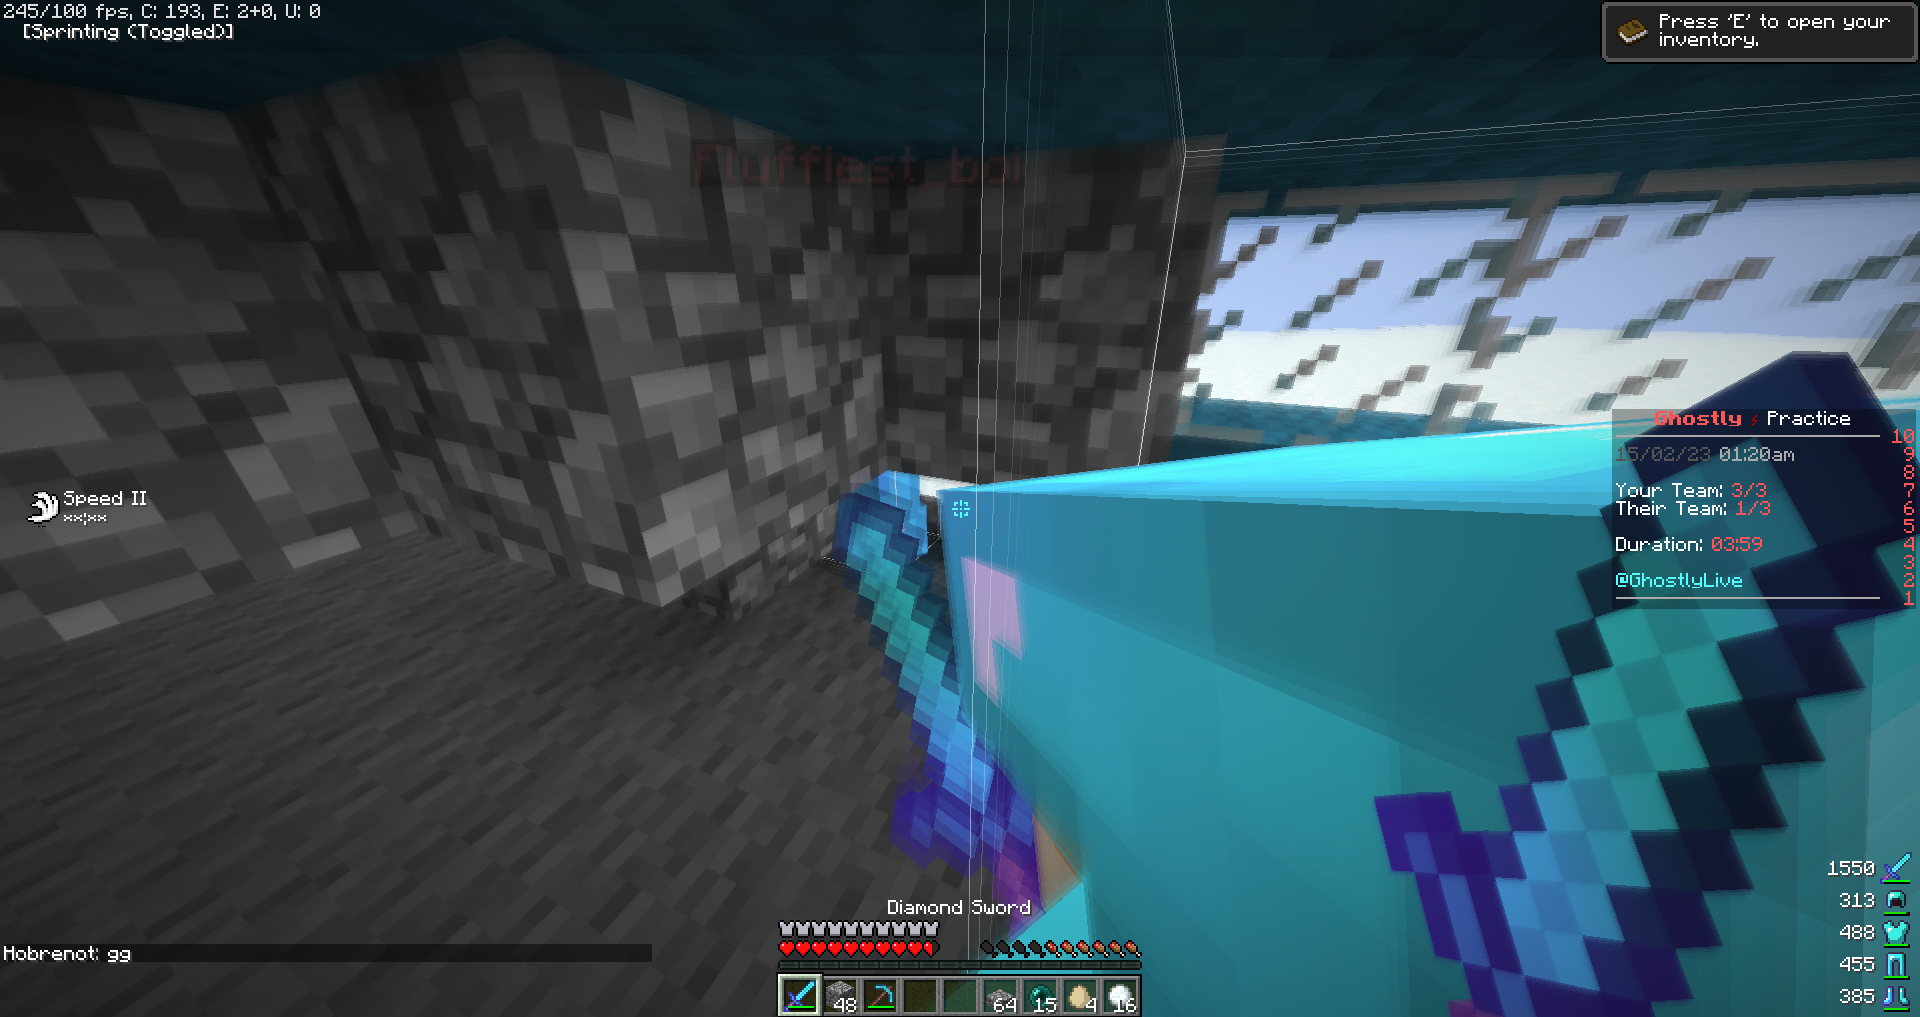 245/100 fps, C: 193, E: 2+0, U: 0
[Sprinting (Toggled)]
Press 'E' to open your
inventory.
Fluffiest_boi
Ghostly ⚡ Practice
10
15/02/23 01:20am
9
8
Your Team: 3/3
7
Their Team: 1/3
6
5
Duration: 03:59
4
3
@GhostlyLive
2
1
Speed II
**:**
1550
313
488
455
385
Diamond Sword
Hobrenot: gg
48
64
15
4
16